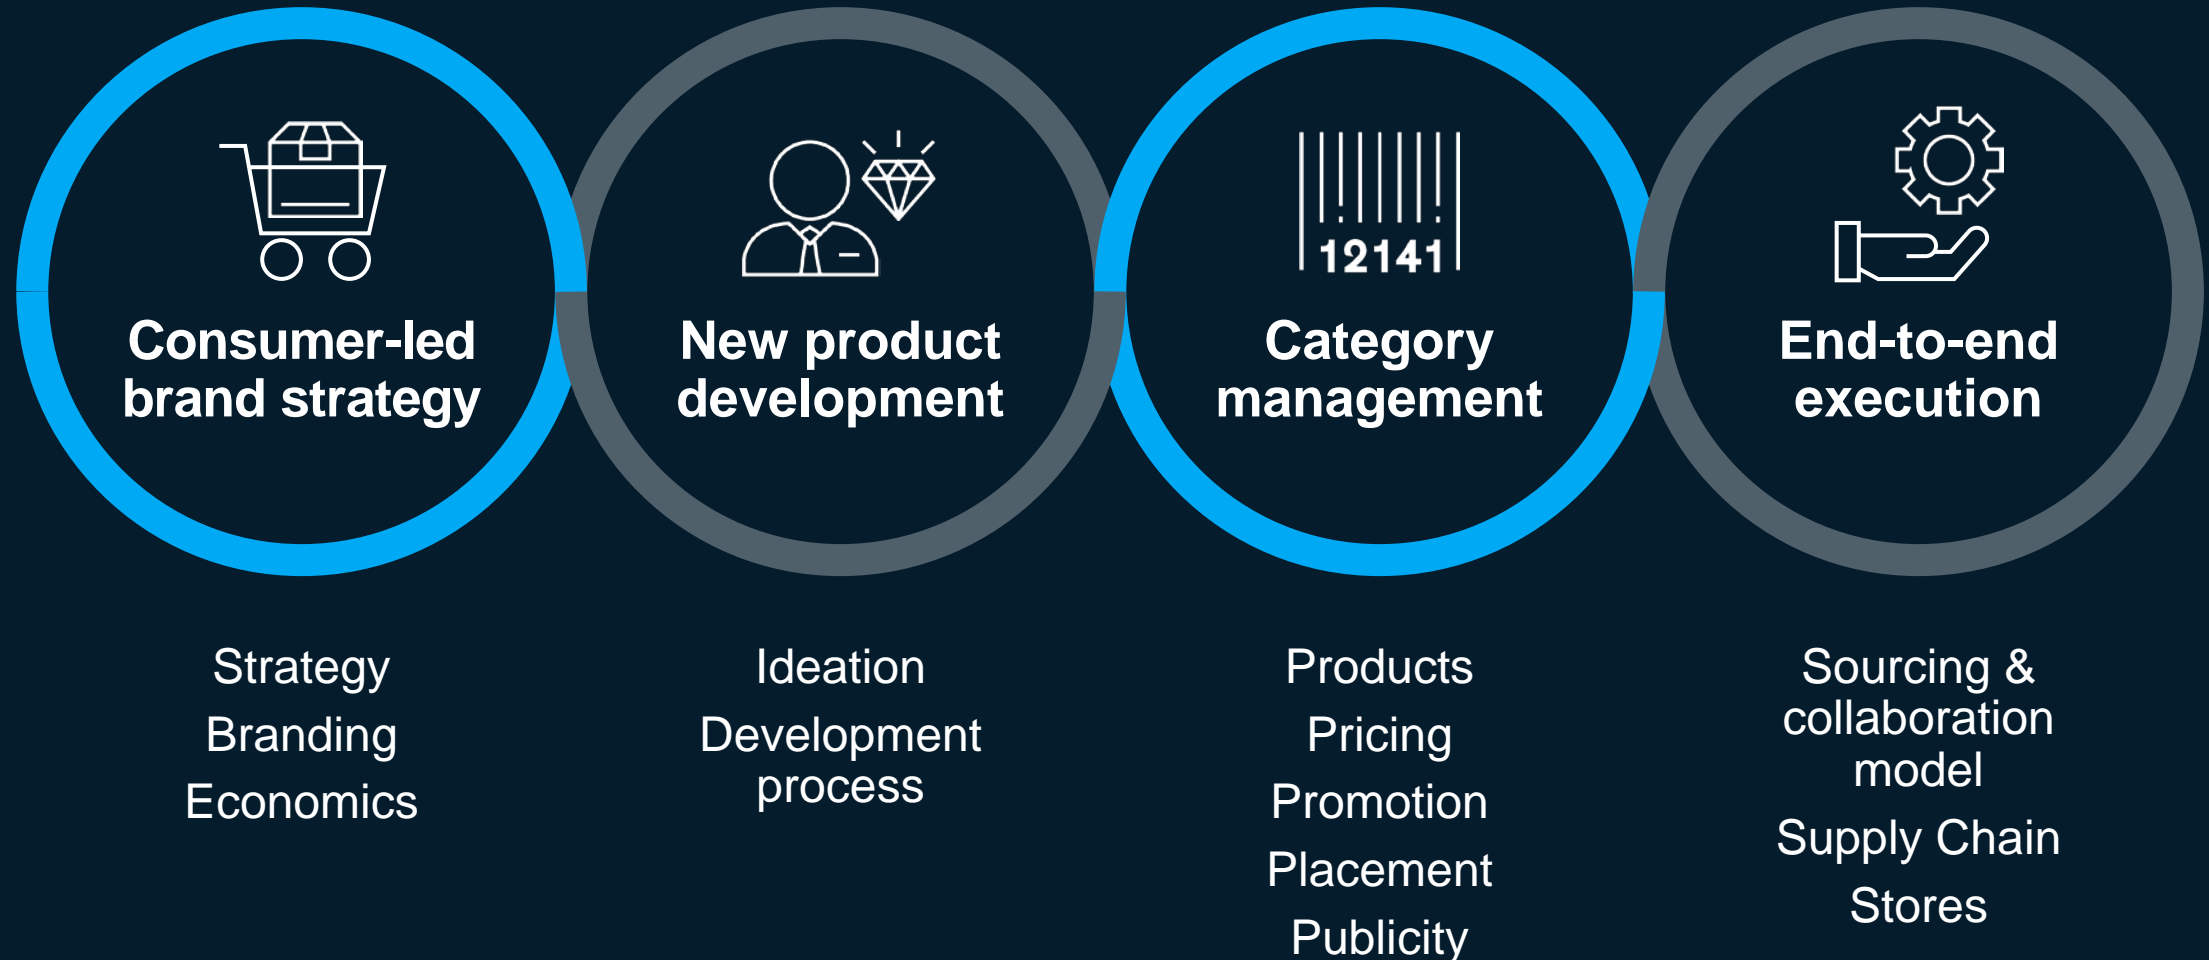 12141
Consumer-led
brand strategy
New product
development
Category
management
End-to-end
execution
Strategy
Branding
Economics
Ideation
Development
process
Products
Pricing
Promotion
Placement
Publicity
Sourcing &
collaboration
model
Supply Chain
Stores